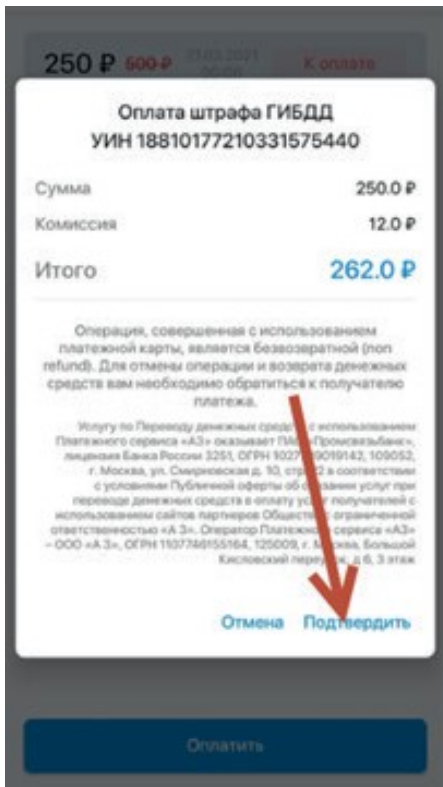 250 ₽ 500 ₽ К оплате
Оплата штрафа ГИБДД
УИН 18810177210331575440
Сумма 250.0 ₽
Комиссия 12.0 ₽
Итого 262.0 ₽
Операция, совершенная с использованием
платежной карты, является безвозвратной (non
refund). Для отмены операции и возврата денежных
средств вам необходимо обратиться к получателю
платежа.
Услугу по Переводу денежных средств с использованием
Платежного сервиса «А3» оказывает ПАО «Промсвязьбанк»,
лицензия Банка России 3251, ОГРН 109052,
г. Москва, ул. Смирновская д. 10, стр. 22 в соответствии
с условиями Публичной оферты об оказании услуг при
переводе денежных средств в оплату услуг получателей с
использованием сайтов партнеров Общество с ограниченной
ответственностью «А 3». Оператор Платежного сервиса «А3»
– ООО «А 3», ОГРН 125009, г. Москва, Большой
Кисловский переулок, д 6, 3 этаж
Отмена Подтвердить
Оплатить